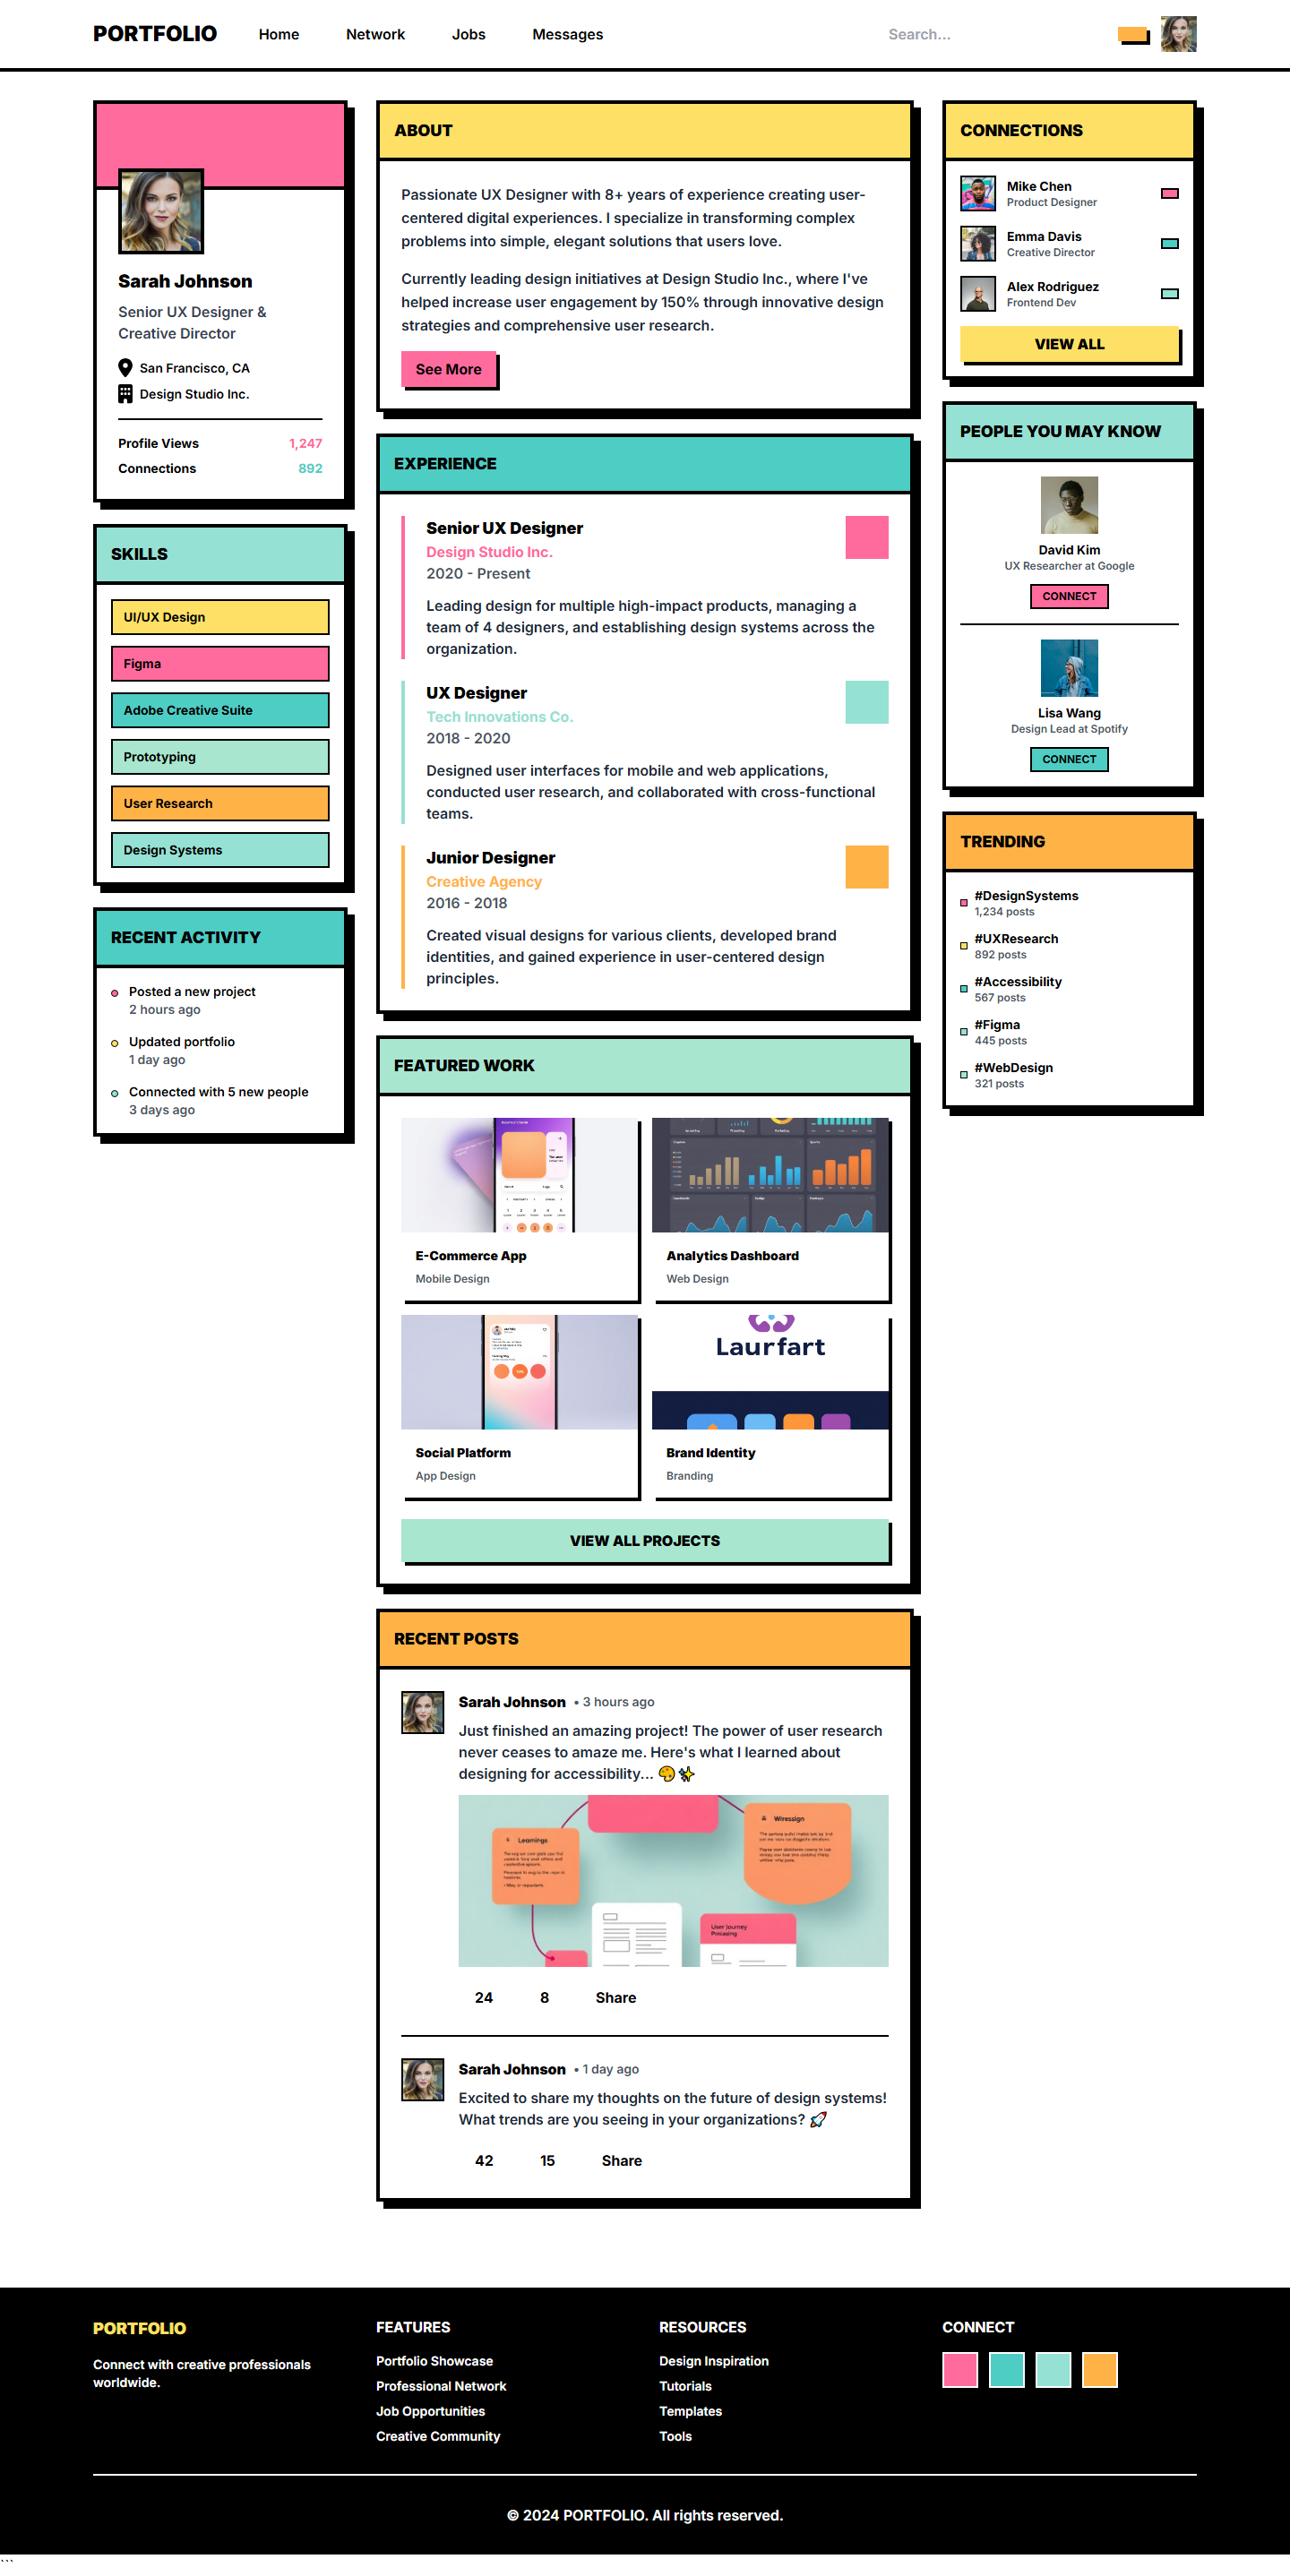 PORTFOLIO
Home
Network
Jobs
Messages
Search...
Sarah Johnson
Senior UX Designer &
Creative Director
San Francisco, CA
Design Studio Inc.
Profile Views 1,247
Connections 892
SKILLS
UI/UX Design
Figma
Adobe Creative Suite
Prototyping
User Research
Design Systems
RECENT ACTIVITY
Posted a new project
2 hours ago
Updated portfolio
1 day ago
Connected with 5 new people
3 days ago
ABOUT
Passionate UX Designer with 8+ years of experience creating user-
centered digital experiences. I specialize in transforming complex
problems into simple, elegant solutions that users love.
Currently leading design initiatives at Design Studio Inc., where I've
helped increase user engagement by 150% through innovative design
strategies and comprehensive user research.
See More
EXPERIENCE
Senior UX Designer
Design Studio Inc.
2020 - Present
Leading design for multiple high-impact products, managing a
team of 4 designers, and establishing design systems across the
organization.
UX Designer
Tech Innovations Co.
2018 - 2020
Designed user interfaces for mobile and web applications,
conducted user research, and collaborated with cross-functional
teams.
Junior Designer
Creative Agency
2016 - 2018
Created visual designs for various clients, developed brand
identities, and gained experience in user-centered design
principles.
FEATURED WORK
E-Commerce App
Mobile Design
Analytics Dashboard
Web Design
Social Platform
App Design
Laurfart
Brand Identity
Branding
VIEW ALL PROJECTS
RECENT POSTS
Sarah Johnson • 3 hours ago
Just finished an amazing project! The power of user research
never ceases to amaze me. Here's what I learned about
designing for accessibility... 🎨✨
Learnings
Wiressign
User Journey
24 8 Share
Sarah Johnson • 1 day ago
Excited to share my thoughts on the future of design systems!
What trends are you seeing in your organizations? 🚀
42 15 Share
CONNECTIONS
Mike Chen
Product Designer
Emma Davis
Creative Director
Alex Rodriguez
Frontend Dev
VIEW ALL
PEOPLE YOU MAY KNOW
David Kim
UX Researcher at Google
CONNECT
Lisa Wang
Design Lead at Spotify
CONNECT
TRENDING
#DesignSystems
1,234 posts
#UXResearch
892 posts
#Accessibility
567 posts
#Figma
445 posts
#WebDesign
321 posts
PORTFOLIO
Connect with creative professionals
worldwide.
FEATURES
Portfolio Showcase
Professional Network
Job Opportunities
Creative Community
RESOURCES
Design Inspiration
Tutorials
Templates
Tools
CONNECT
© 2024 PORTFOLIO. All rights reserved.
```